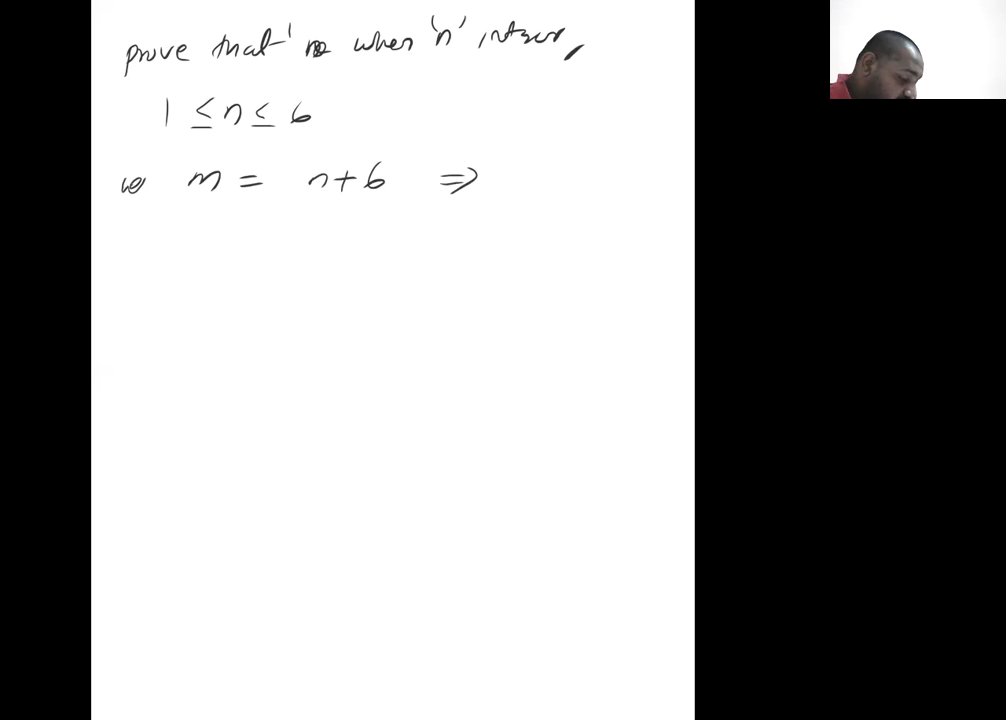 prove that when 'n' integer,
1 ≤ n ≤ 6
m = n + 6 ⇒